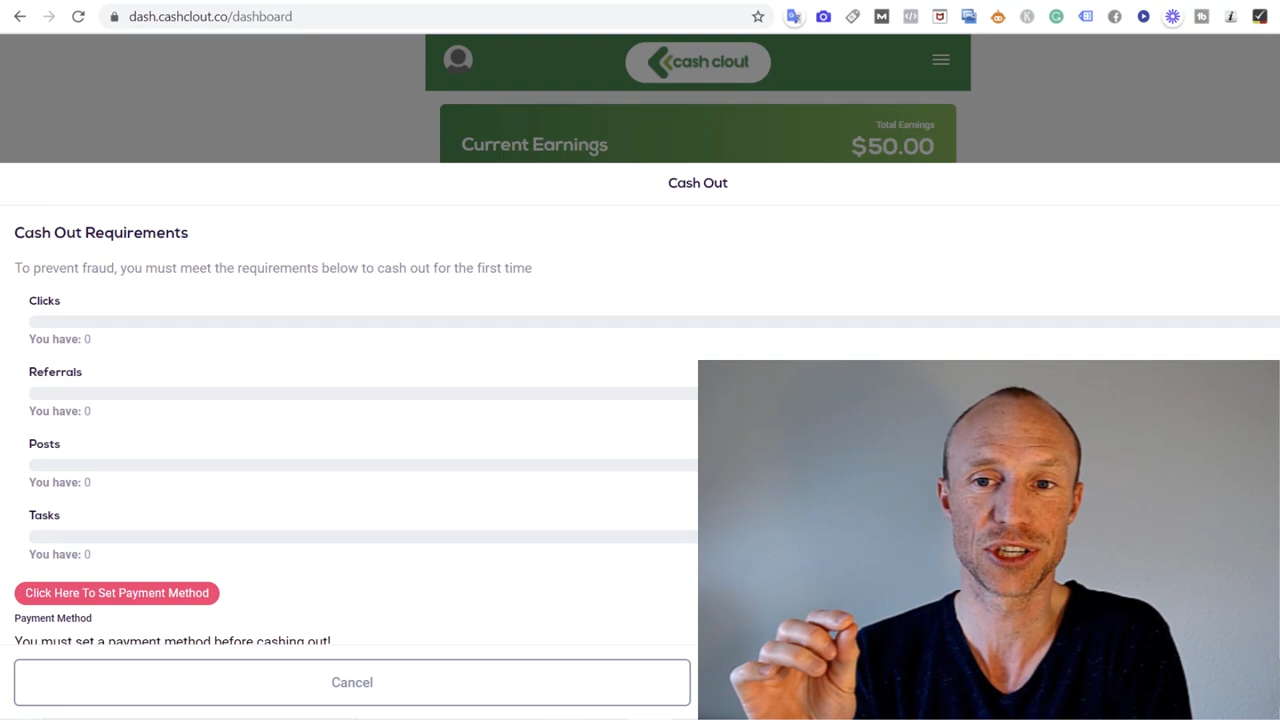 dash.cashclout.co/dashboard
cash clout
Total Earnings
Current Earnings
$50.00
Cash Out
Cash Out Requirements
To prevent fraud, you must meet the requirements below to cash out for the first time
Clicks
You have: 0
Referrals
You have: 0
Posts
You have: 0
Tasks
You have: 0
Click Here To Set Payment Method
Payment Method
You must set a payment method before cashing out!
Cancel